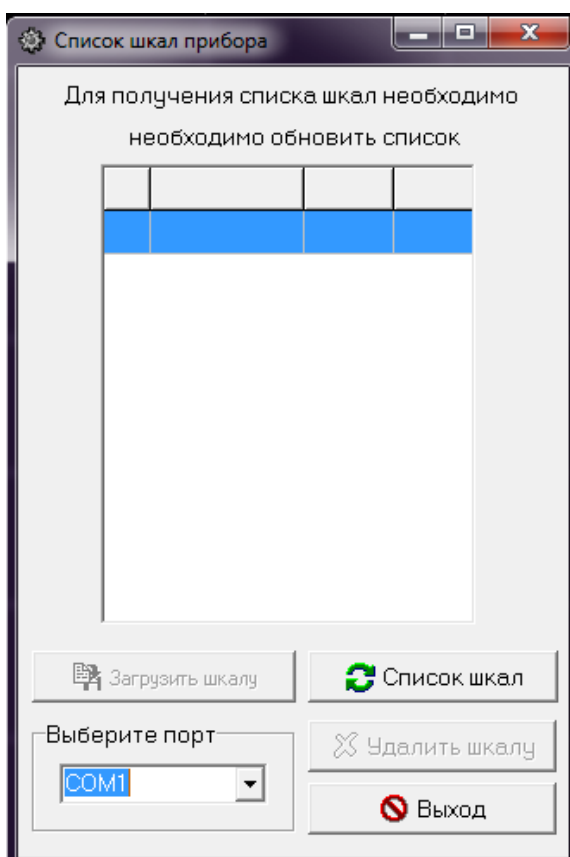 Список шкал прибора
Для получения списка шкал необходимо
необходимо обновить список
Загрузить шкалу
Список шкал
Выберите порт
COM1
Удалить шкалу
Выход